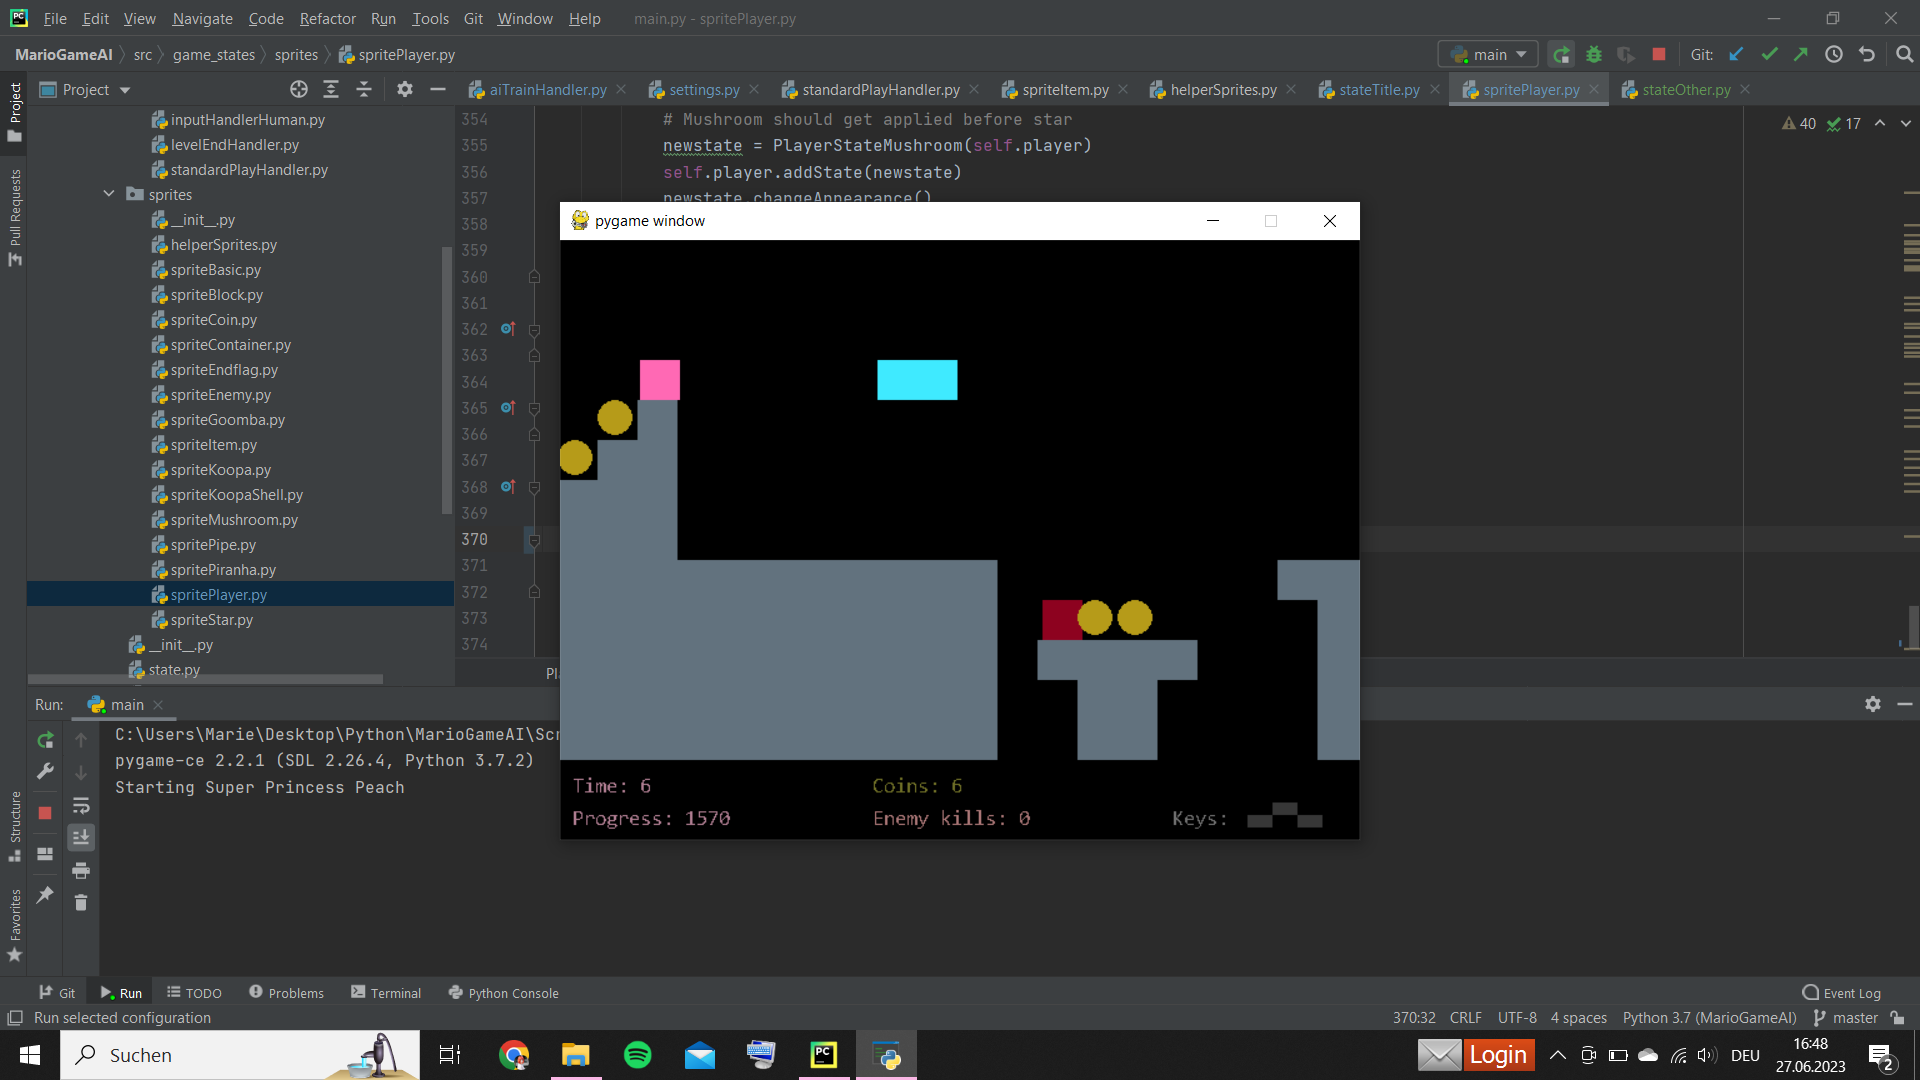 File Edit View Navigate Code Refactor Run Tools Git Window Help main.py - spritePlayer.py
MarioGameAI src game_states sprites spritePlayer.py main Git:
Project aiTrainHandler.py settings.py standardPlayHandler.py spriteItem.py helperSprites.py stateTitle.py spritePlayer.py stateOther.py
Project
Pull Requests
Structure
Favorites
inputHandlerHuman.py
levelEndHandler.py
standardPlayHandler.py
sprites
__init__.py
helperSprites.py
spriteBasic.py
spriteBlock.py
spriteCoin.py
spriteContainer.py
spriteEndflag.py
spriteEnemy.py
spriteGoomba.py
spriteItem.py
spriteKoopa.py
spriteKoopaShell.py
spriteMushroom.py
spritePipe.py
spritePiranha.py
spritePlayer.py
spriteStar.py
__init__.py
state.py
354 # Mushroom should get applied before star 40 17
355 newstate = PlayerStateMushroom(self.player)
356 self.player.addState(newstate)
357 newstate.changeAppearance()
358
359
360
361
362
363
364
365
366
367
368
369
370
371
372
373
374
pygame window
Time: 6 Coins: 6
Progress: 1570 Enemy kills: 0 Keys:
Run: main
C:\Users\Marie\Desktop\Python\MarioGameAI\Scr
pygame-ce 2.2.1 (SDL 2.26.4, Python 3.7.2)
Starting Super Princess Peach
Git Run TODO Problems Terminal Python Console Event Log
Run selected configuration 370:32 CRLF UTF-8 4 spaces Python 3.7 (MarioGameAI) master
Suchen Login DEU 16:48
27.06.2023 2